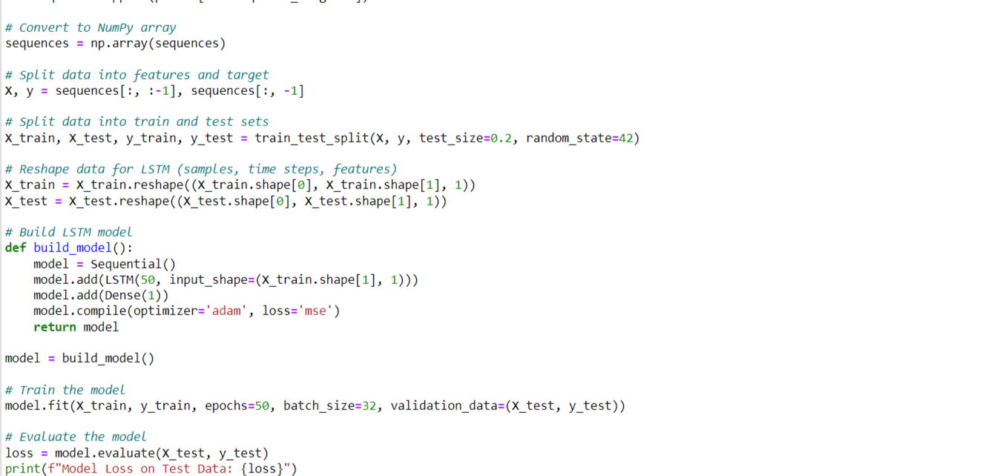 # Convert to NumPy array
sequences = np.array(sequences)
# Split data into features and target
X, y = sequences[:, :-1], sequences[:, -1]
# Split data into train and test sets
X_train, X_test, y_train, y_test = train_test_split(X, y, test_size=0.2, random_state=42)
# Reshape data for LSTM (samples, time steps, features)
X_train = X_train.reshape((X_train.shape[0], X_train.shape[1], 1))
X_test = X_test.reshape((X_test.shape[0], X_test.shape[1], 1))
# Build LSTM model
def build_model():
    model = Sequential()
    model.add(LSTM(50, input_shape=(X_train.shape[1], 1)))
    model.add(Dense(1))
    model.compile(optimizer='adam', loss='mse')
    return model
model = build_model()
# Train the model
model.fit(X_train, y_train, epochs=50, batch_size=32, validation_data=(X_test, y_test))
# Evaluate the model
loss = model.evaluate(X_test, y_test)
print(f"Model Loss on Test Data: {loss}")